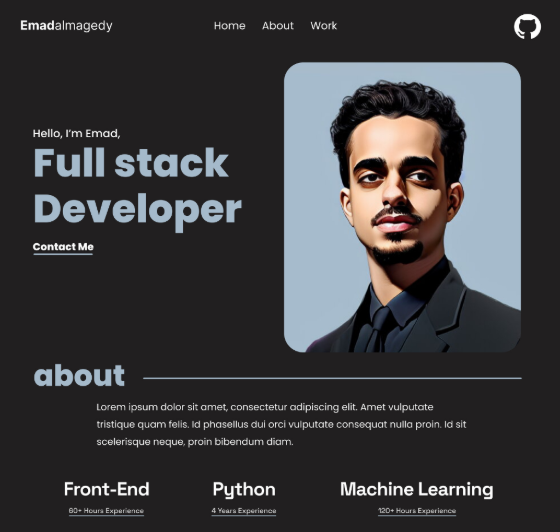 Emadalmagedy
Home About Work
Hello, I'm Emad,
Full stack
Developer
Contact Me
about
Lorem ipsum dolor sit amet, consectetur adipiscing elit. Amet vulputate
tristique quam felis. Id phasellus dui orci vulputate consequat nulla proin. Id sit
scelerisque neque, proin bibendum diam.
Front-End Python Machine Learning
60+ Hours Experience 4 Years Experience 120+ Hours Experience